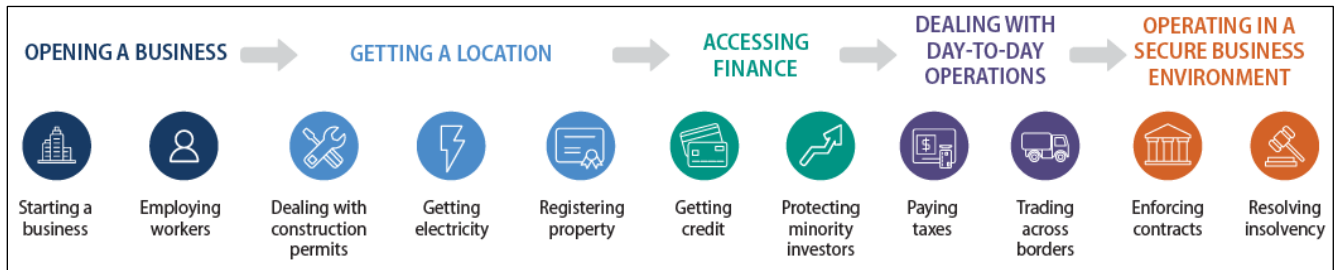 OPENING A BUSINESS
GETTING A LOCATION
ACCESSING
FINANCE
DEALING WITH
DAY-TO-DAY
OPERATIONS
OPERATING IN A
SECURE BUSINESS
ENVIRONMENT
$
Starting a
business
Employing
workers
Dealing with
construction
permits
Getting
electricity
Registering
property
Getting
credit
Protecting
minority
investors
Paying
taxes
Trading
across
borders
Enforcing
contracts
Resolving
insolvency